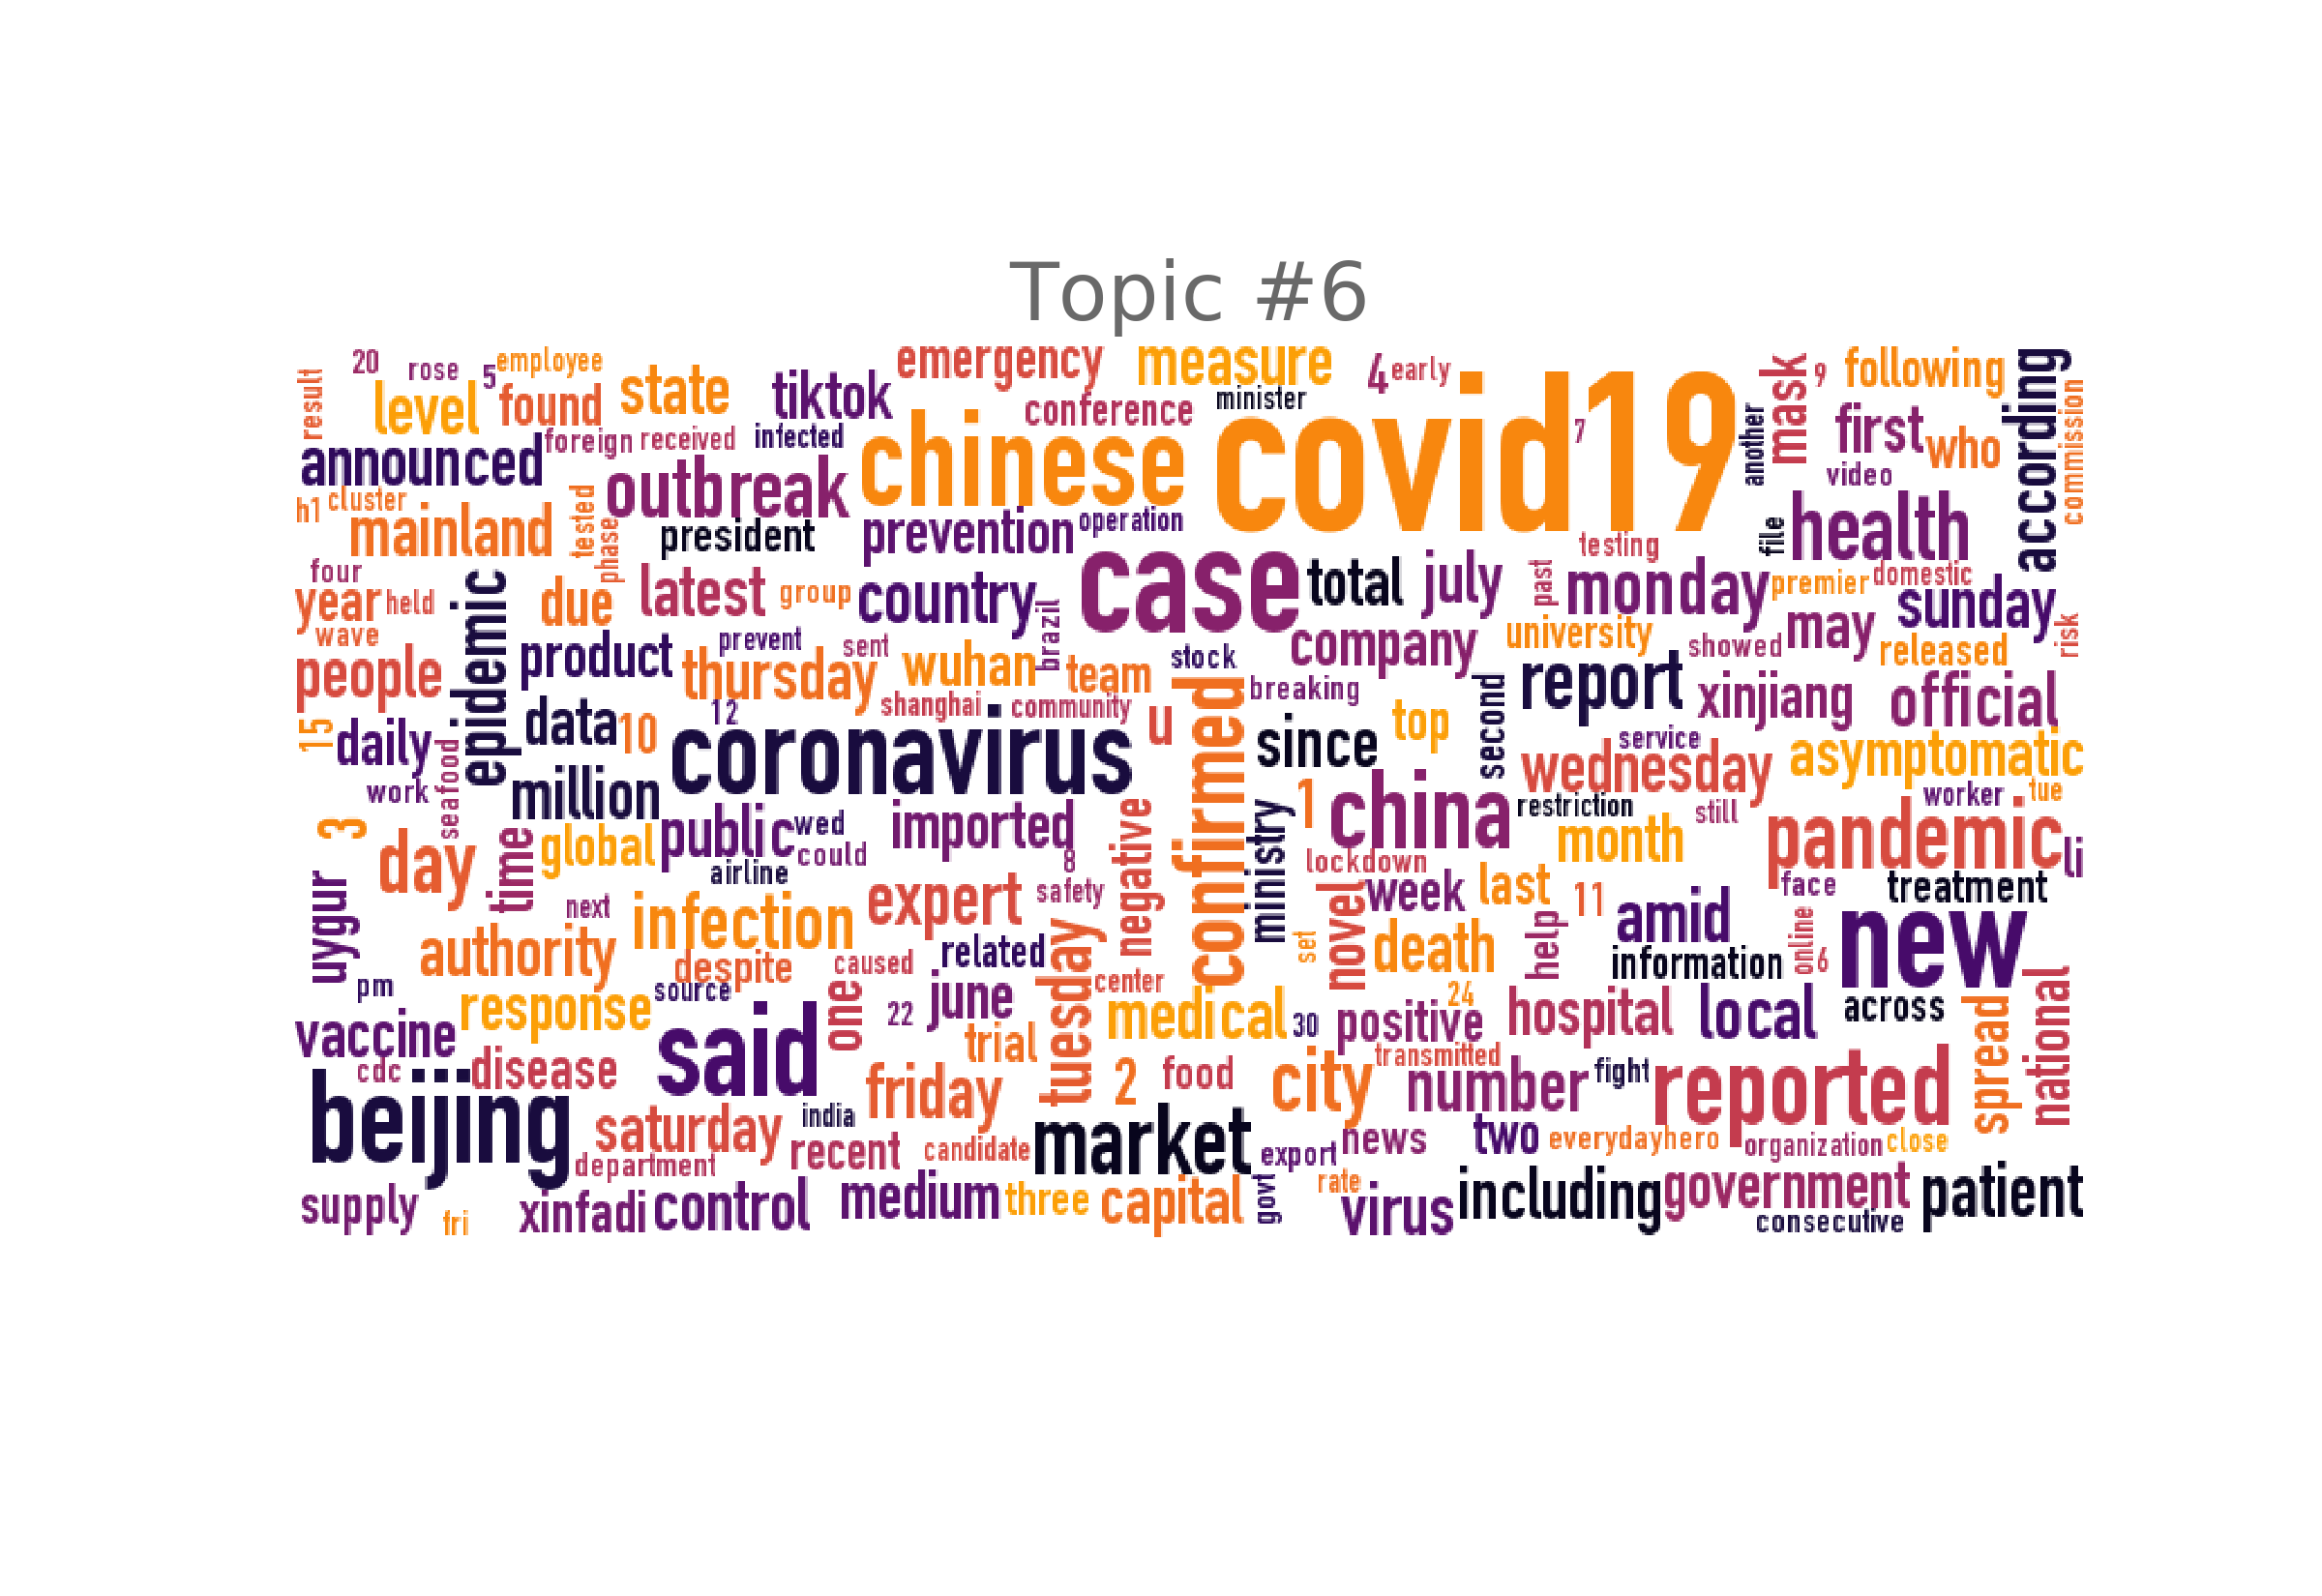 Topic #6
20 rose 5 employee emergency measure 4 early 9 following
result level found state tiktok conference minister mask according
announced foreign received infected chinese covid19 7 another first who commission
h1 cluster outbreak video
mainland tested phase president prevention operation testing file health
four year held due latest group country case total july past monday premier domestic sunday
wave epidemic product prevent sent brazil company university showed may released risk
people thursday wuhan team stock report xinjiang official
15 daily data 10 12 shanghai community u confirmed breaking since top second service wednesday asymptomatic
work seafood million coronavirus china restriction still worker tue
3 day time global public wed could imported 8 negative ministry 1 lockdown month pandemic li
uygur airline next infection expert safety week last 11 face treatment
authority despite caused related tuesday set novel death help amid information online 6 new
pm response source one 22 june center medical 30 24 positive hospital local across spread national
vaccine cdc disease said trial 2 food city transmitted number fight reported
beijing saturday india friday market news two everydayhero organization close
department recent candidate export
supply fri xinfadi control medium three capital govt rate virus including government consecutive patient